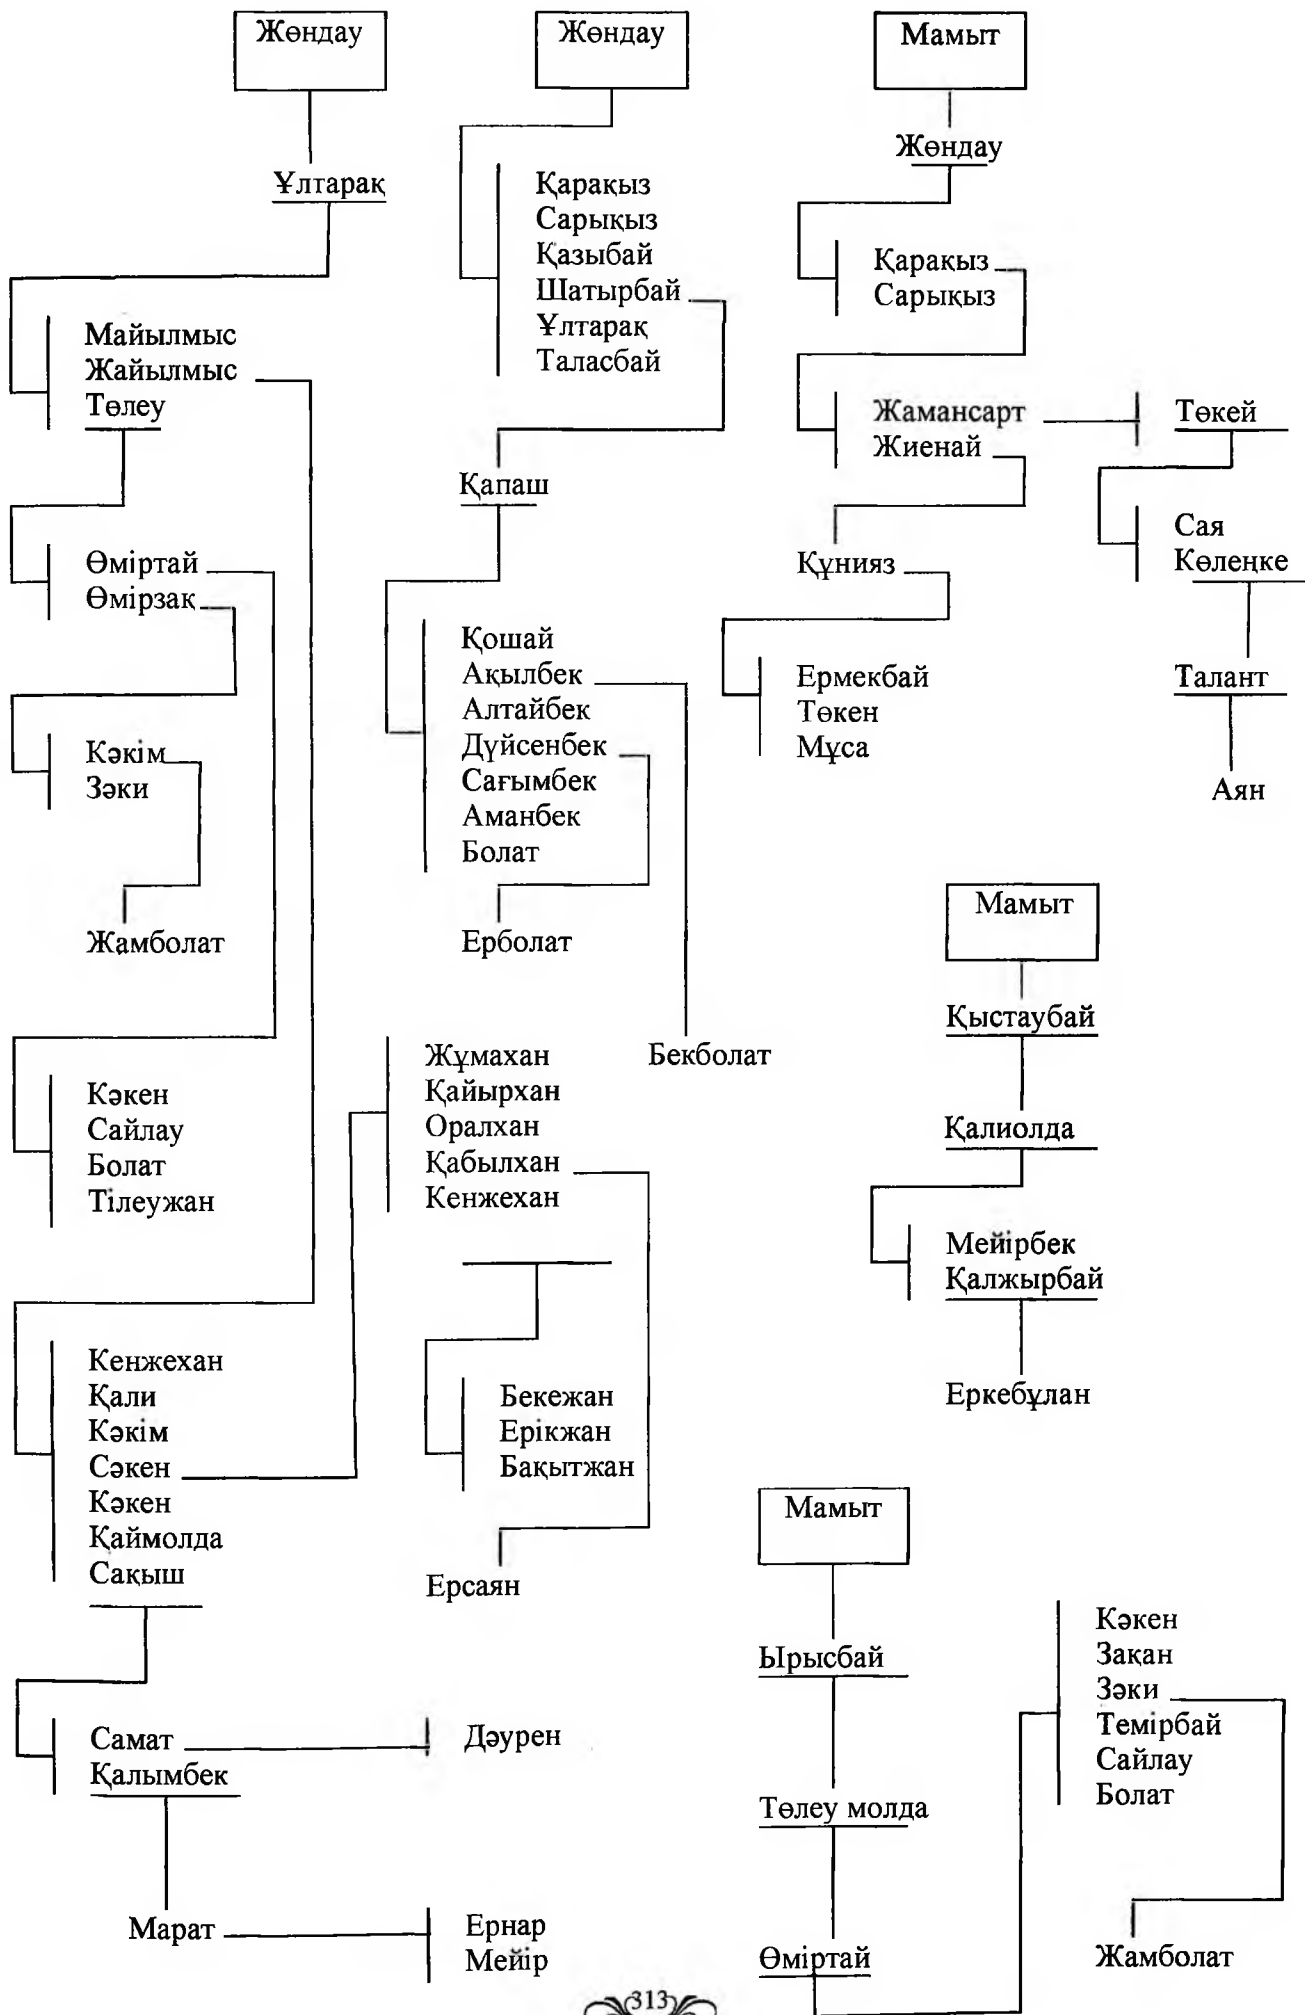 Жөндау
Ұлтарақ
Майылмыс
Жайылмыс
Төлеу
Өміртай
Өмірзақ
Кәкім
Зәки
Жамболат
Кәкен
Сайлау
Болат
Тілеужан
Кенжехан
Қали
Кәкім
Сәкен
Кәкен
Қаймолда
Сақыш
Самат
Қалымбек
Дәурен
Марат
Ернар
Мейір
Жөндау
Қарақыз
Сарықыз
Қазыбай
Шатырбай
Ұлтарақ
Таласбай
Қапаш
Қошай
Ақылбек
Алтайбек
Дүйсенбек
Сағымбек
Аманбек
Болат
Ерболат
Бекболат
Жұмахан
Қайырхан
Оралхан
Қабылхан
Кенжехан
Бекежан
Ерікжан
Бақытжан
Ерсаян
Мамыт
Жөндау
Қарақыз
Сарықыз
Жамансарт
Жиенай
Төкей
Сая
Көлеңке
Талант
Аян
Құнияз
Ермекбай
Төкен
Мұса
Мамыт
Қыстаубай
Қалиолда
Мейірбек
Қалжырбай
Еркебұлан
Мамыт
Ырысбай
Төлеу молда
Өміртай
Кәкен
Зақан
Зәки
Темірбай
Сайлау
Болат
Жамболат
313